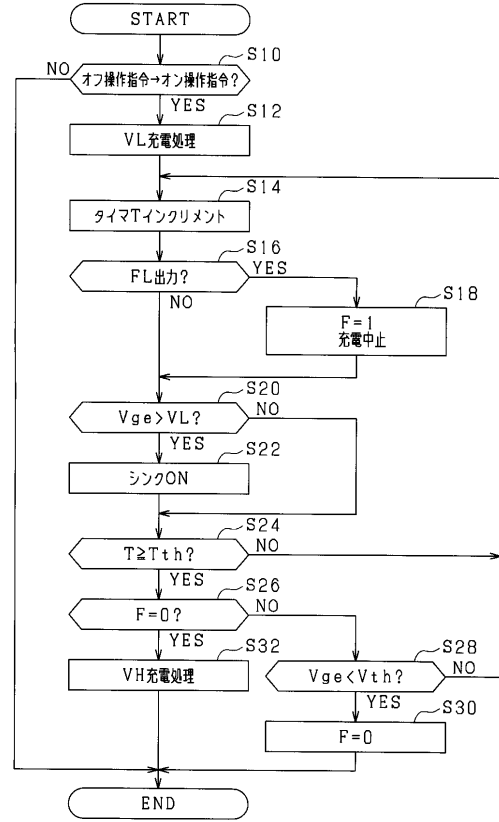 START
S10
NO
オフ操作指令→オン操作指令?
YES
S12
VL充電処理
S14
タイマTインクリメント
S16
FL出力?
YES
NO
S18
F=1
充電中止
S20
Vge>VL?
NO
YES
S22
シンクON
S24
T≧Tth?
NO
YES
S26
F=0?
NO
YES
S32
VH充電処理
S28
Vge<Vth?
NO
YES
S30
F=0
END